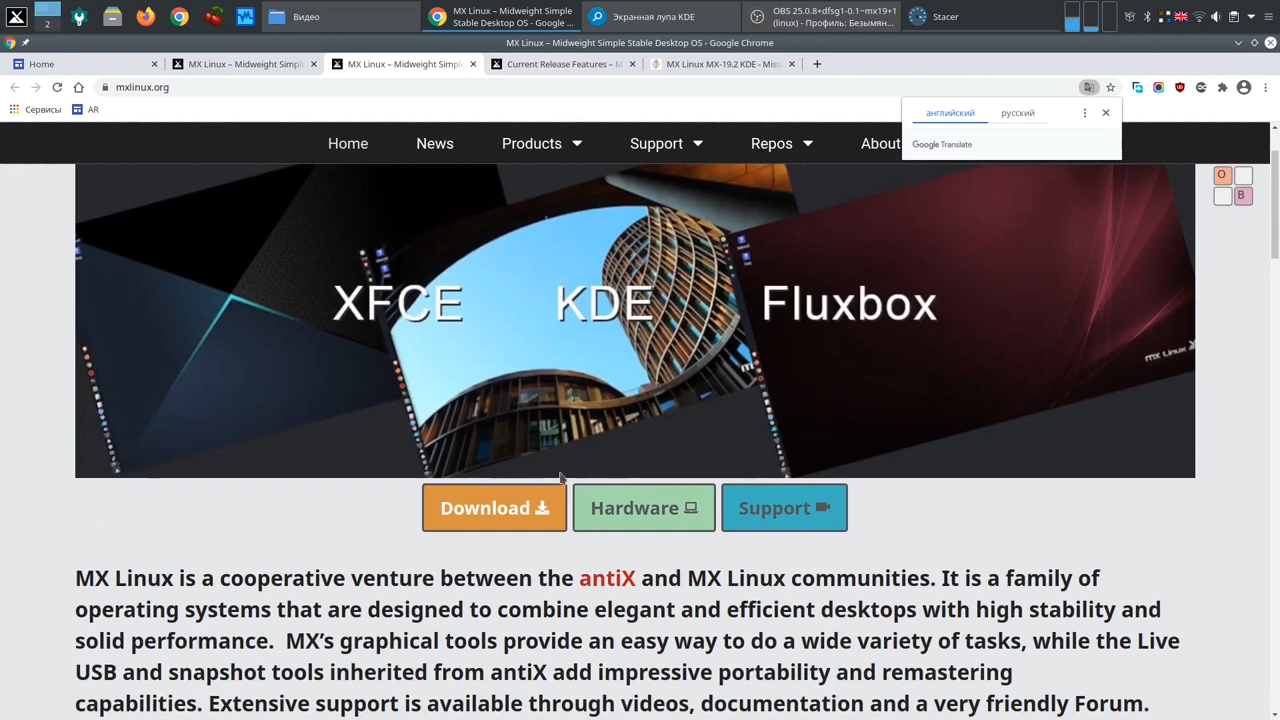 2
Видео
MX Linux – Midweight Simple
Stable Desktop OS - Google ...
Экранная лупа KDE
OBS 25.0.8+dfsg1-0.1~mx19+1
(linux) - Профиль: Безымян...
Stacer
MX Linux – Midweight Simple Stable Desktop OS - Google Chrome
Home
MX Linux – Midweight Simple
MX Linux – Midweight Simple
Current Release Features – M
MX Linux MX-19.2 KDE - Miss
mxlinux.org
Сервисы
AR
английский
русский
Google Translate
Home
News
Products
Support
Repos
About
O
B
XFCE
KDE
Fluxbox
Download
Hardware
Support
MX Linux is a cooperative venture between the antiX and MX Linux communities. It is a family of
operating systems that are designed to combine elegant and efficient desktops with high stability and
solid performance. MX’s graphical tools provide an easy way to do a wide variety of tasks, while the Live
USB and snapshot tools inherited from antiX add impressive portability and remastering
capabilities. Extensive support is available through videos, documentation and a very friendly Forum.